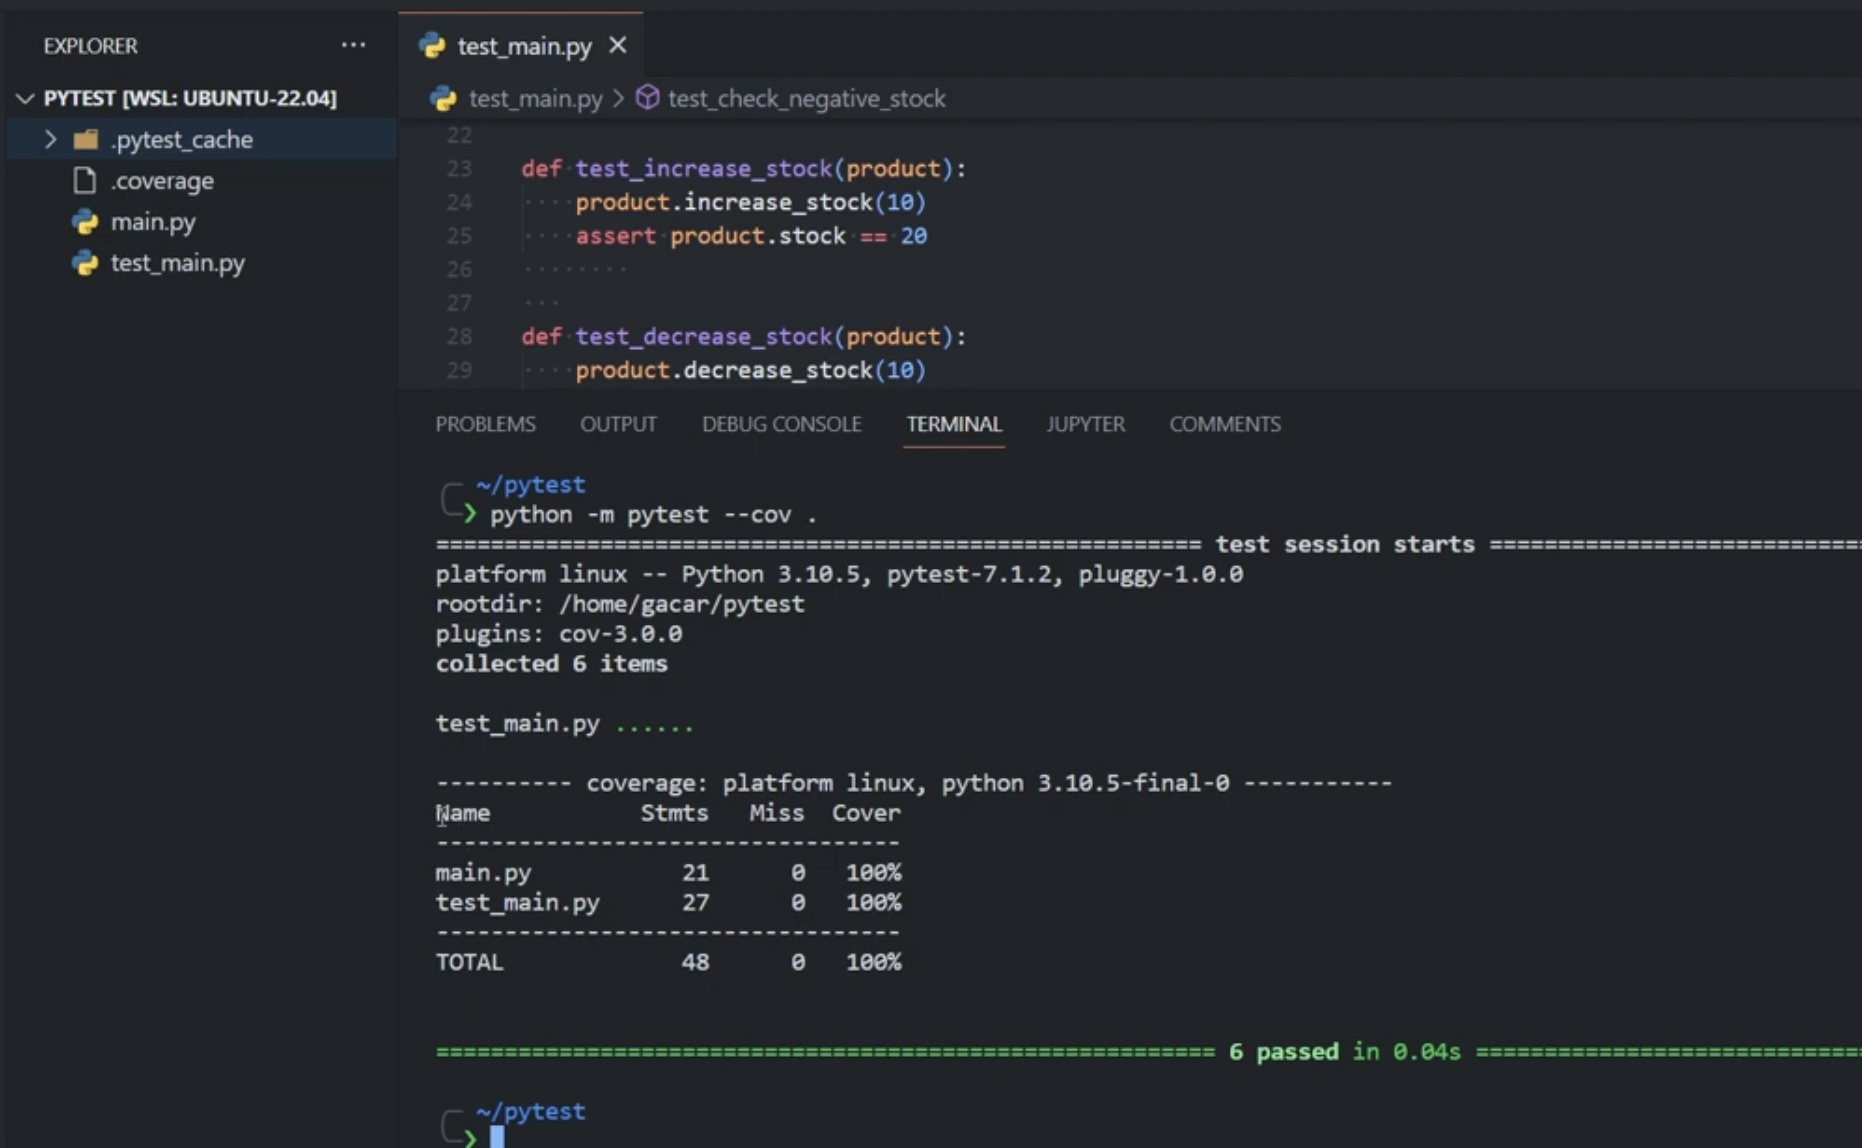 EXPLORER
PYTEST [WSL: UBUNTU-22.04]
.pytest_cache
.coverage
main.py
test_main.py
test_main.py
test_main.py > test_check_negative_stock
22
23 def test_increase_stock(product):
24 product.increase_stock(10)
25 assert product.stock == 20
26
27
28 def test_decrease_stock(product):
29 product.decrease_stock(10)
PROBLEMS OUTPUT DEBUG CONSOLE TERMINAL JUPYTER COMMENTS
~/pytest
❯ python -m pytest --cov .
======================================================== test session starts ===========================
platform linux -- Python 3.10.5, pytest-7.1.2, pluggy-1.0.0
rootdir: /home/gacar/pytest
plugins: cov-3.0.0
collected 6 items
test_main.py ......
---------- coverage: platform linux, python 3.10.5-final-0 -----------
Name Stmts Miss Cover
----------------------------------
main.py 21 0 100%
test_main.py 27 0 100%
----------------------------------
TOTAL 48 0 100%
========================================================= 6 passed in 0.04s ============================
~/pytest
❯